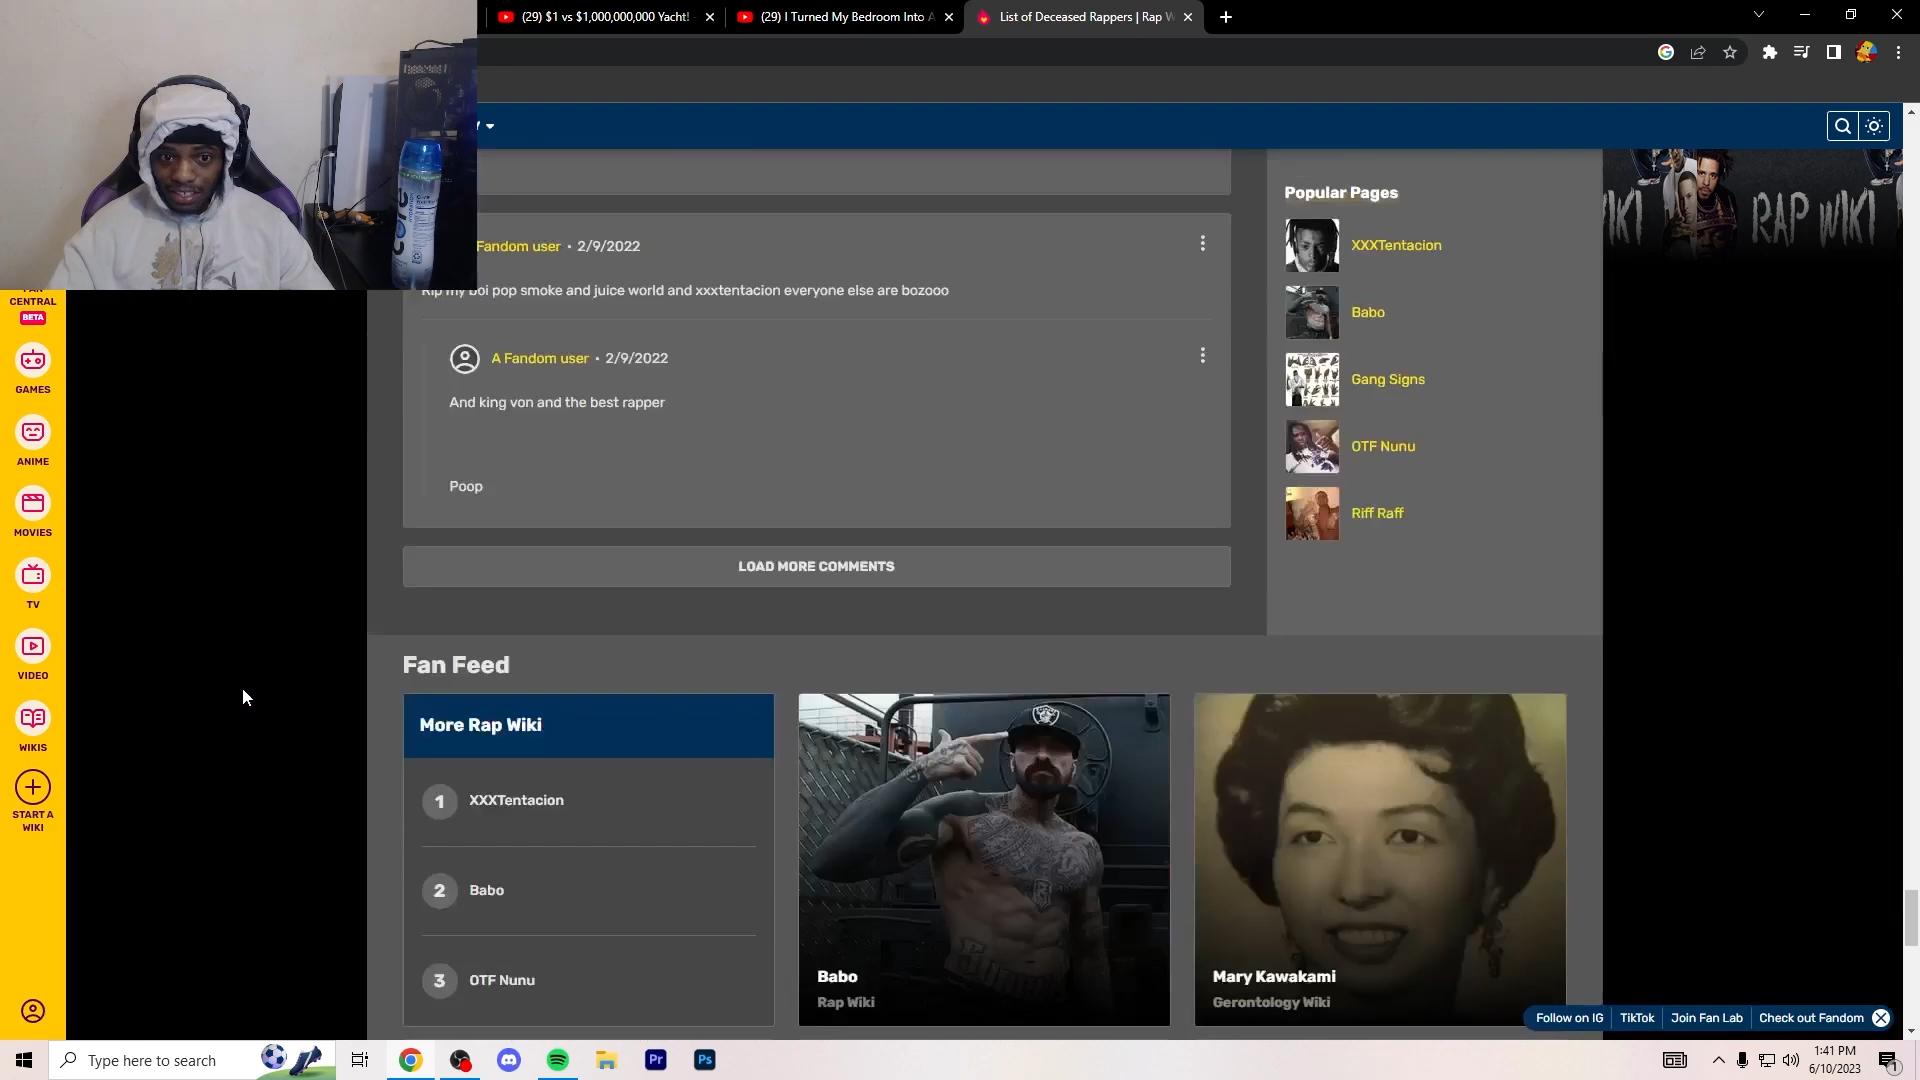 (29) $1 vs $1,000,000,000 Yacht! -
(29) I Turned My Bedroom Into A
List of Deceased Rappers | Rap W
Popular Pages
XXXTentacion
Babo
Gang Signs
OTF Nunu
Riff Raff
RAP WIKI
Fandom user • 2/9/2022
Rip my boi pop smoke and juice world and xxxtentacion everyone else are bozooo
A Fandom user • 2/9/2022
And king von and the best rapper
Poop
LOAD MORE COMMENTS
CENTRAL
BETA
GAMES
ANIME
MOVIES
TV
VIDEO
WIKIS
START A
WIKI
Fan Feed
More Rap Wiki
1 XXXTentacion
2 Babo
3 OTF Nunu
Babo
Rap Wiki
Mary Kawakami
Gerontology Wiki
Follow on IG
TikTok
Join Fan Lab
Check out Fandom
Type here to search
Pr
Ps
1:41 PM
6/10/2023
1